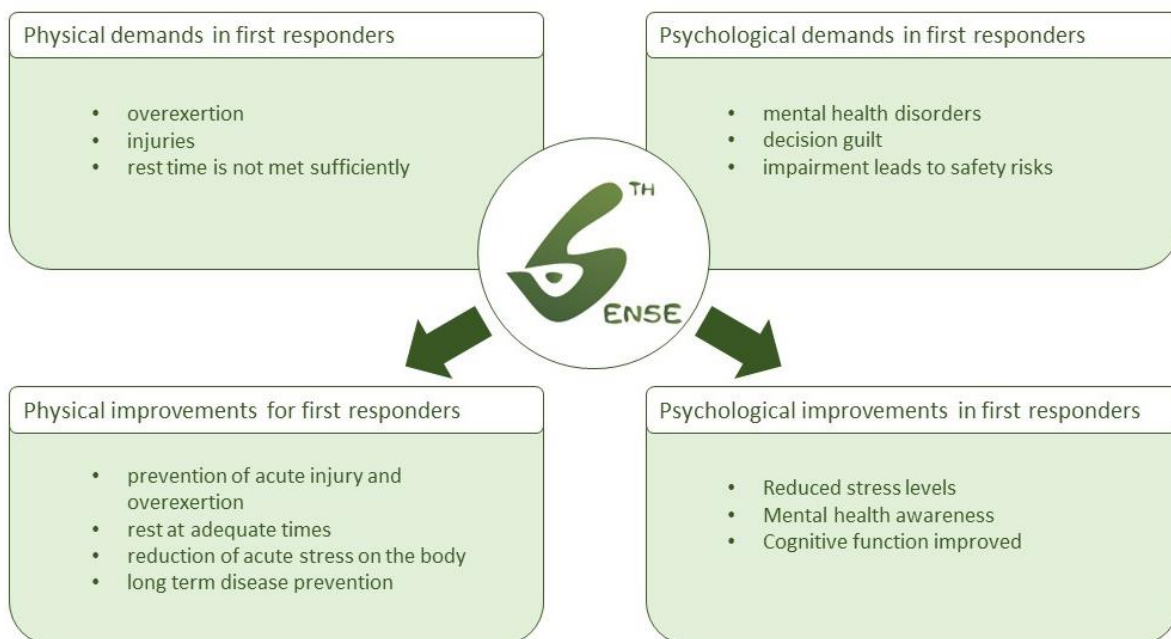 Physical demands in first responders
• overexertion
• injuries
• rest time is not met sufficiently
Psychological demands in first responders
• mental health disorders
• decision guilt
• impairment leads to safety risks
6TH
SENSE
Physical improvements for first responders
• prevention of acute injury and
overexertion
• rest at adequate times
• reduction of acute stress on the body
• long term disease prevention
Psychological improvements in first responders
• Reduced stress levels
• Mental health awareness
• Cognitive function improved